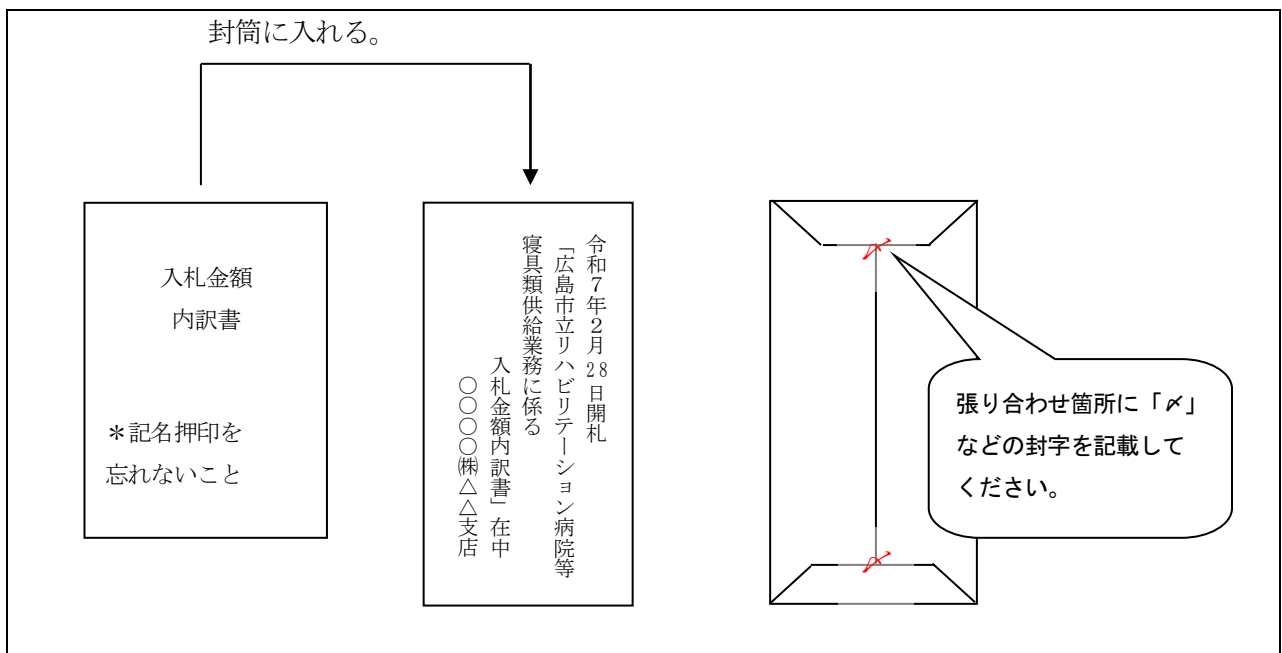 封筒に入れる。
入札金額
内訳書
＊記名押印を
忘れないこと
令和７年２月28日開札
「広島市立リハビリテーション病院等
寝具類供給業務に係る
入札金額内訳書」在中
○○○○○㈱△△支店
〆
〆
張り合わせ箇所に「〆」
などの封字を記載して
ください。